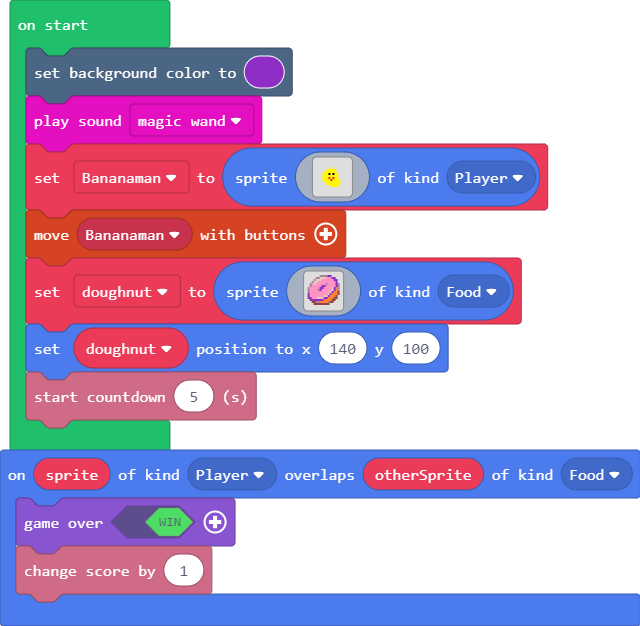 on start
set background color to
play sound magic wand
set Bananaman to sprite of kind Player
move Bananaman with buttons
set doughnut to sprite of kind Food
set doughnut position to x 140 y 100
start countdown 5 (s)
on sprite of kind Player overlaps otherSprite of kind Food
game over WIN
change score by 1